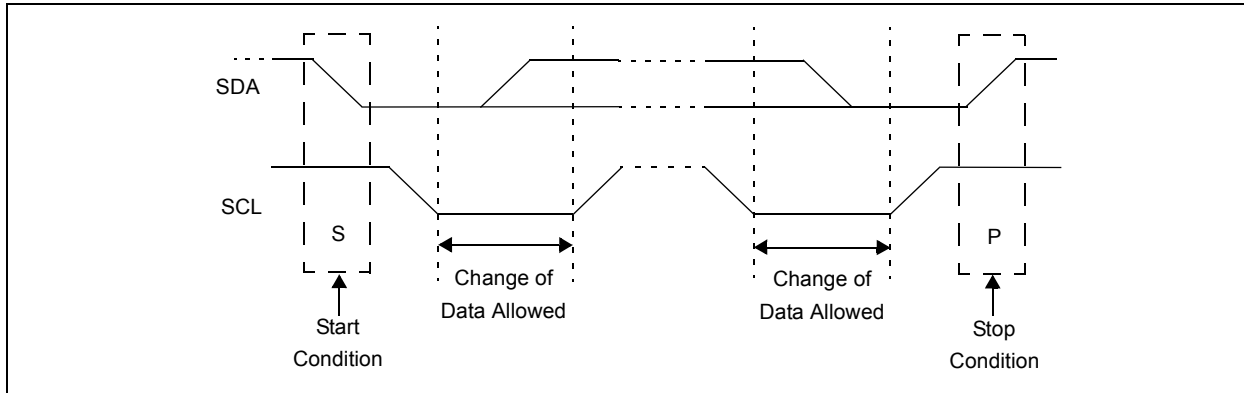 SDA
SCL
S
P
Change of
Data Allowed
Change of
Data Allowed
Start
Condition
Stop
Condition